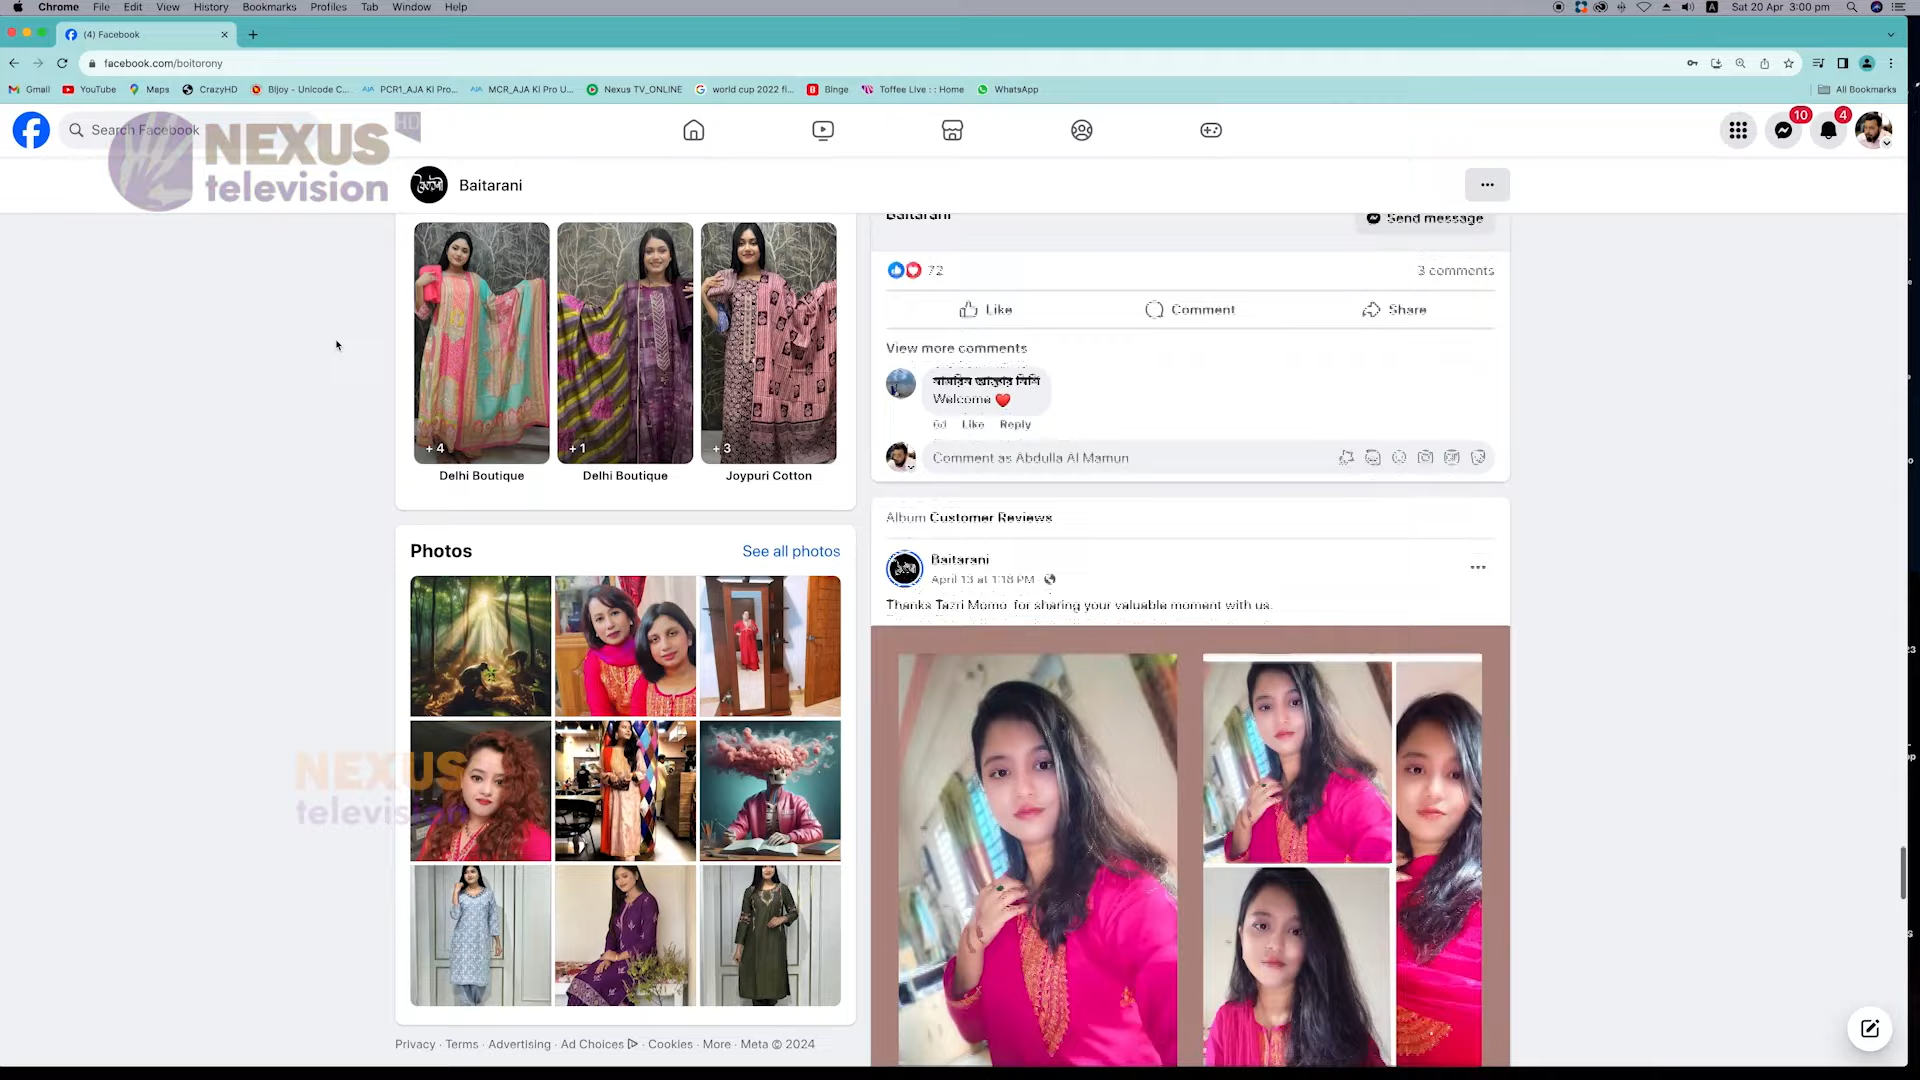 Chrome File Edit View History Bookmarks Profiles Tab Window Help
A Sat 20 Apr 3:00 pm
(4) Facebook
facebook.com/boitorony
Gmail YouTube Maps CrazyHD Bijoy - Unicode C... PCR1_AJA Ki Pro... MCR_AJA Ki Pro U... Nexus TV_ONLINE world cup 2022 fi... Binge Toffee Live : : Home WhatsApp All Bookmarks
Search Facebook
10
4
NEXUS HD
television
Baitarani
Baitarani
Send message
72
3 comments
Like Comment Share
View more comments
Welcome
6d Like Reply
Comment as Abdulla Al Mamun
+4
+1
+3
Delhi Boutique
Delhi Boutique
Joypuri Cotton
Album Customer Reviews
Baitarani
April 13 at 1:18 PM ·
Thanks Tazri Momo for sharing your valuable moment with us.
Photos
See all photos
NEXUS
television
Privacy · Terms · Advertising · Ad Choices · Cookies · More · Meta © 2024